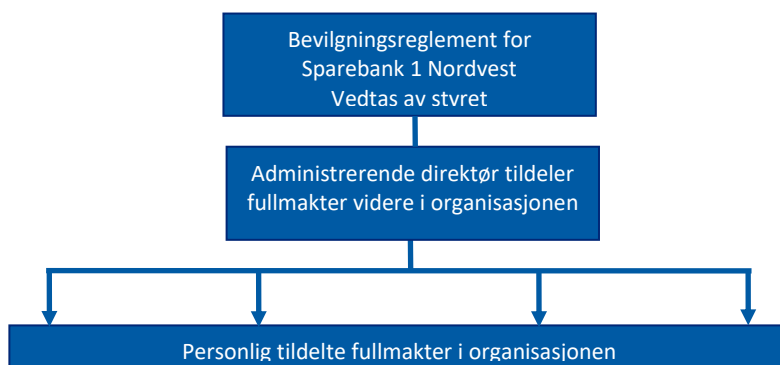 Bevilgningsreglement for
Sparebank 1 Nordvest
Vedtas av styret
Administrerende direktør tildeler
fullmakter videre i organisasjonen
Personlig tildelte fullmakter i organisasjonen